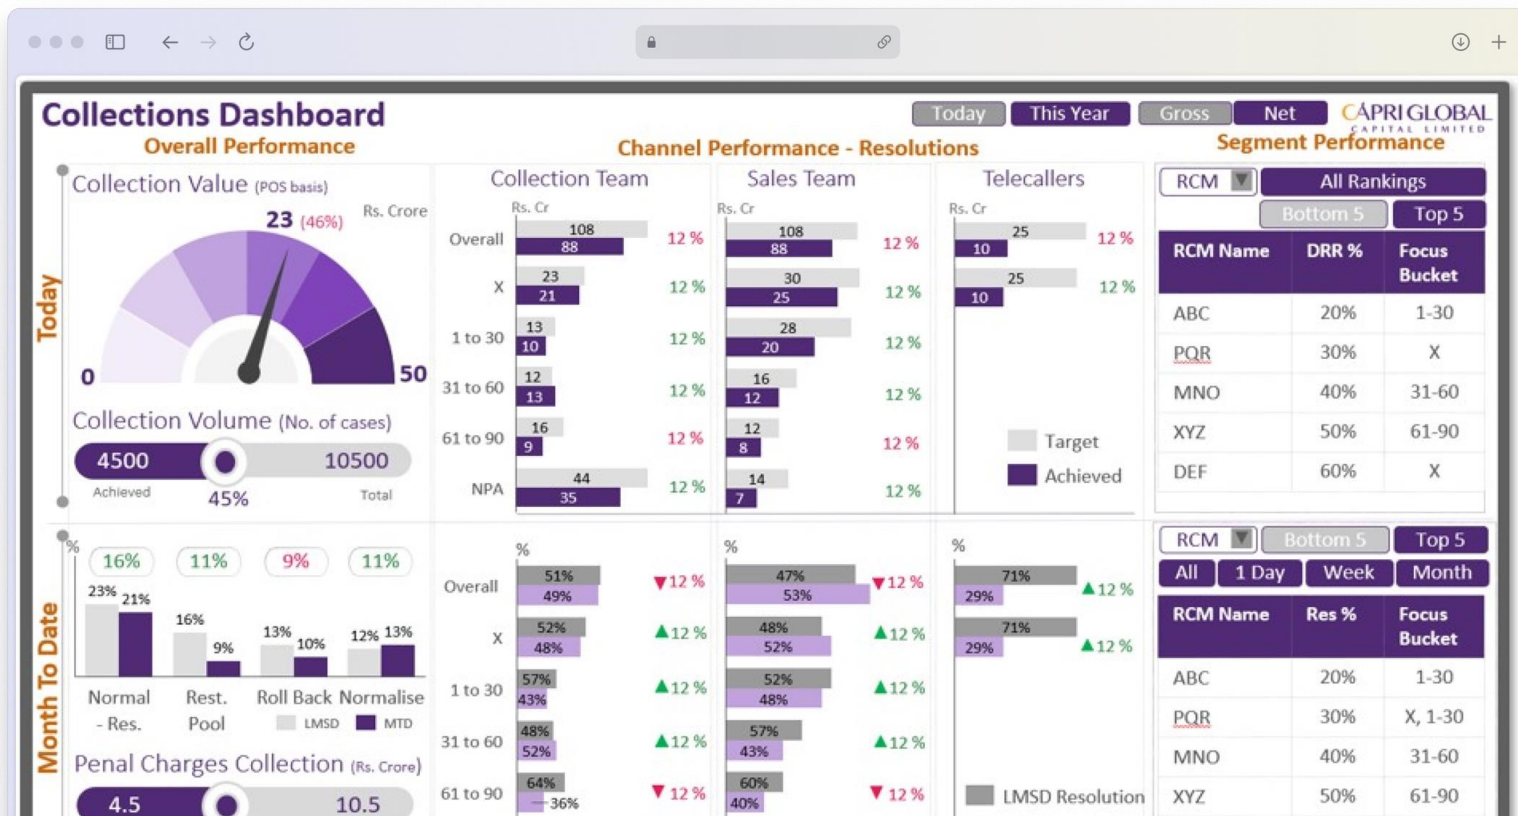 Collections Dashboard
Today This Year Gross Net CAPRI GLOBAL
CAPITAL LIMITED
Overall Performance
Channel Performance - Resolutions
Segment Performance
Today
Collection Value (POS basis)
23 (46%) Rs. Crore
0 50
Collection Volume (No. of cases)
4500 10500
Achieved 45% Total
Collection Team
Rs. Cr
Overall 108 88 12 %
X 23 21 12 %
1 to 30 13 10 12 %
31 to 60 12 13 12 %
61 to 90 16 9 12 %
NPA 44 35 12 %
Sales Team
Rs. Cr
108 88 12 %
30 25 12 %
28 20 12 %
16 12 12 %
12 8 12 %
14 7 12 %
Telecallers
Rs. Cr
25 10 12 %
25 10 12 %
Target
Achieved
RCM All Rankings
Bottom 5 Top 5
RCM Name DRR % Focus
Bucket
ABC 20% 1-30
PQR 30% X
MNO 40% 31-60
XYZ 50% 61-90
DEF 60% X
Month To Date
%
16% 11% 9% 11%
23% 21% 16% 9% 13% 10% 12% 13%
Normal Rest. Roll Back Normalise
- Res. Pool LMSD MTD
Penal Charges Collection (Rs. Crore)
4.5 10.5
%
Overall 51% 49% 12 %
X 52% 48% 12 %
1 to 30 57% 43% 12 %
31 to 60 48% 52% 12 %
61 to 90 64% 36% 12 %
%
47% 53% 12 %
48% 52% 12 %
52% 48% 12 %
57% 43% 12 %
60% 40% 12 %
%
71% 29% 12 %
71% 29% 12 %
LMSD Resolution
RCM Bottom 5 Top 5
All 1 Day Week Month
RCM Name Res % Focus
Bucket
ABC 20% 1-30
PQR 30% X, 1-30
MNO 40% 31-60
XYZ 50% 61-90